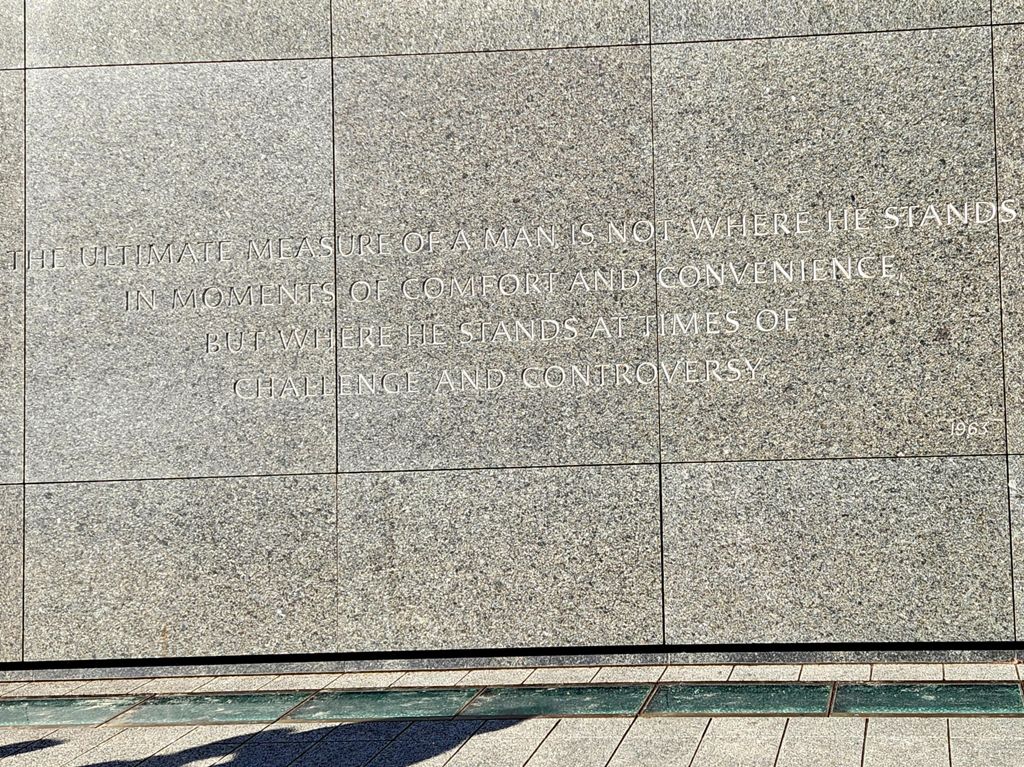 THE ULTIMATE MEASURE OF A MAN IS NOT WHERE HE STANDS
IN MOMENTS OF COMFORT AND CONVENIENCE,
BUT WHERE HE STANDS AT TIMES OF
CHALLENGE AND CONTROVERSY.
1963